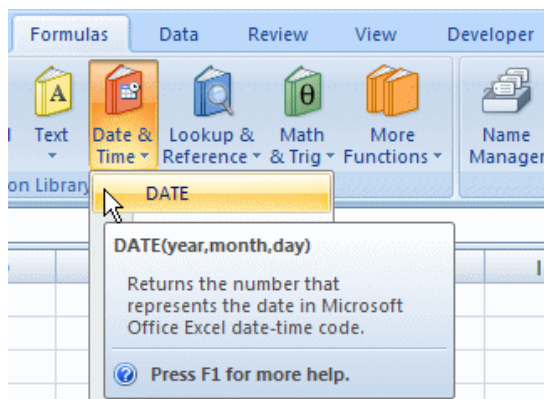 Formulas Data Review View Developer
Text Date & Lookup & Math More Name
Time Reference & Trig Functions Manager
on Library
DATE
DATE(year,month,day)
Returns the number that
represents the date in Microsoft
Office Excel date-time code.
Press F1 for more help.